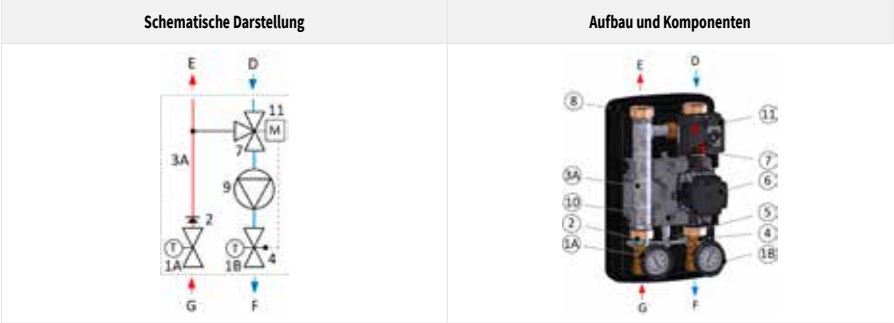 Schematische Darstellung
Aufbau und Komponenten
E D
11
M
7
3A
9
2
T T
4
1A 1B
G F
E D
8
11
7
3A
6
10
5
2
4
1A
1B
G F